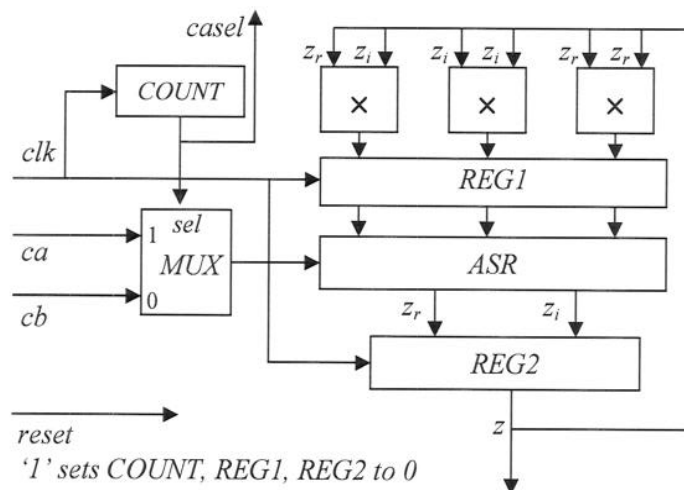 casel
z_r z_i z_i z_i z_r z_r
COUNT
× × ×
clk
REG1
sel
ca 1
MUX
ASR
cb 0
z_r z_i
REG2
reset
z
'1' sets COUNT, REG1, REG2 to 0